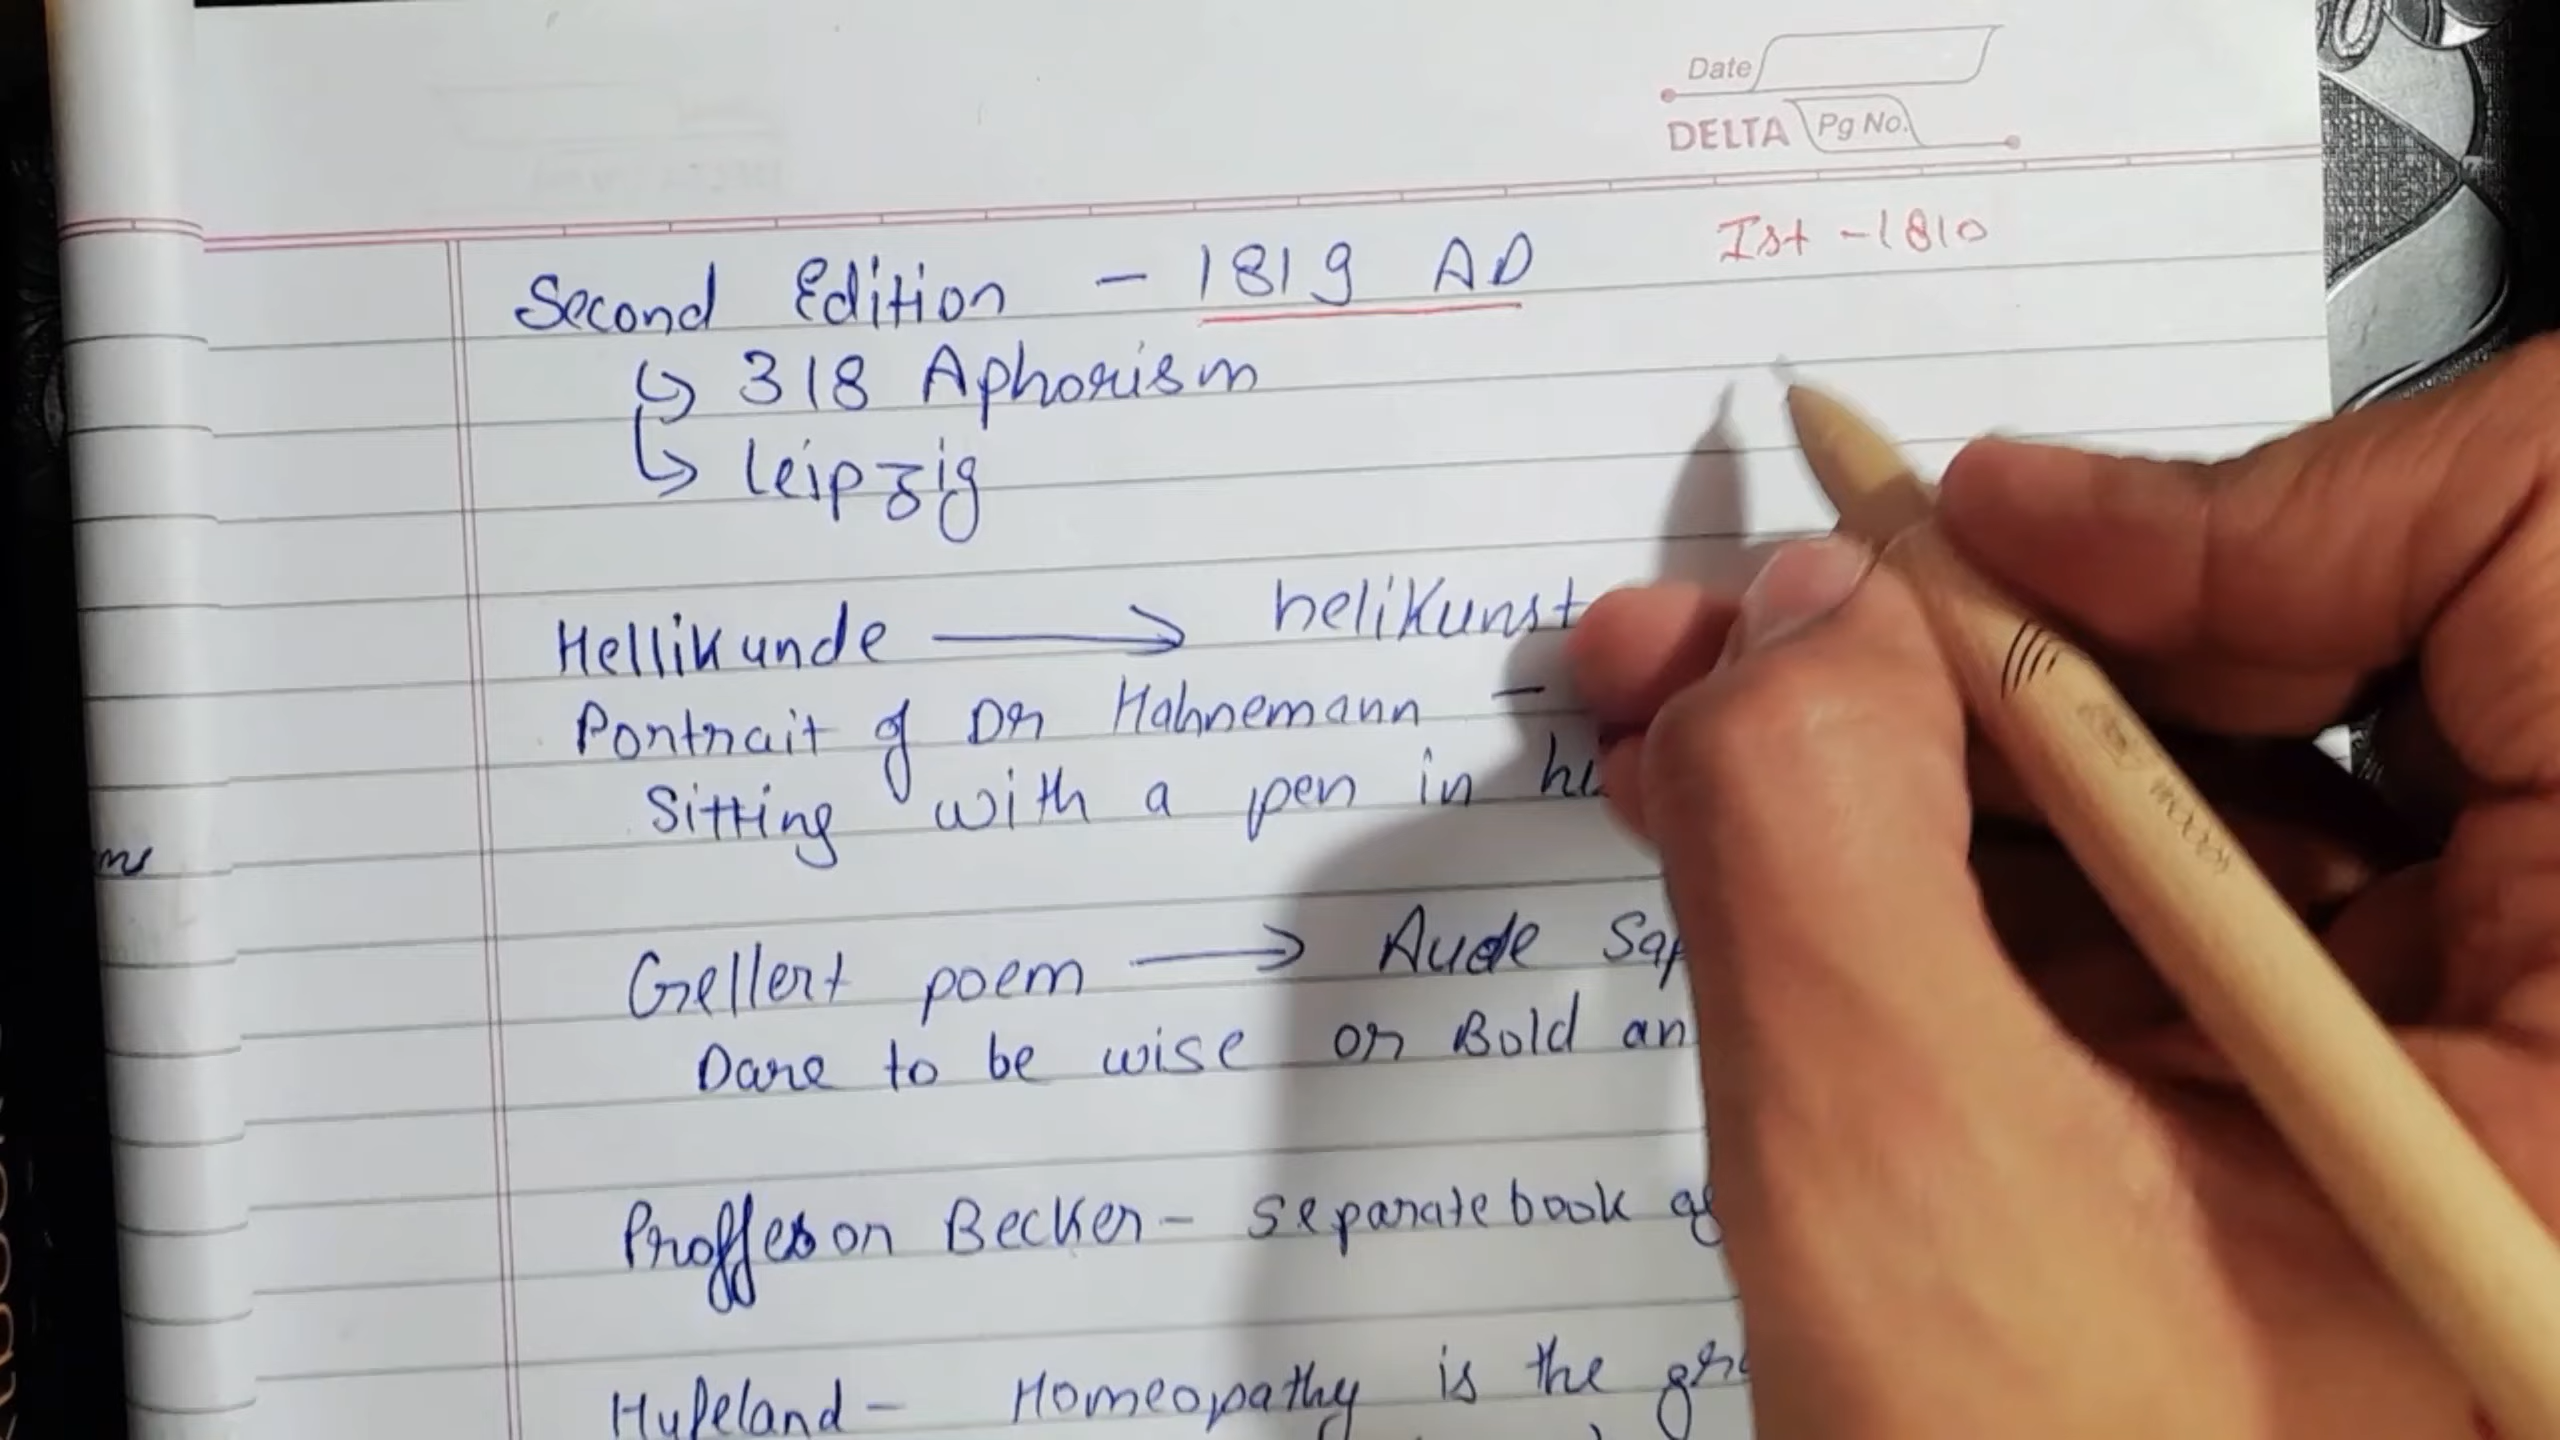 Date
DELTA Pg No.
Ist - 1810
Second Edition - 1819 AD
318 Aphorism
Leipzig
Hellikunde → helikunst
Portrait of Dr Hahnemann -
Sitting with a pen in
Gellert poem → Aude
Dare to be wise or Bold
Proffesor Becker - separate book
Hufeland - Homeopathy is the